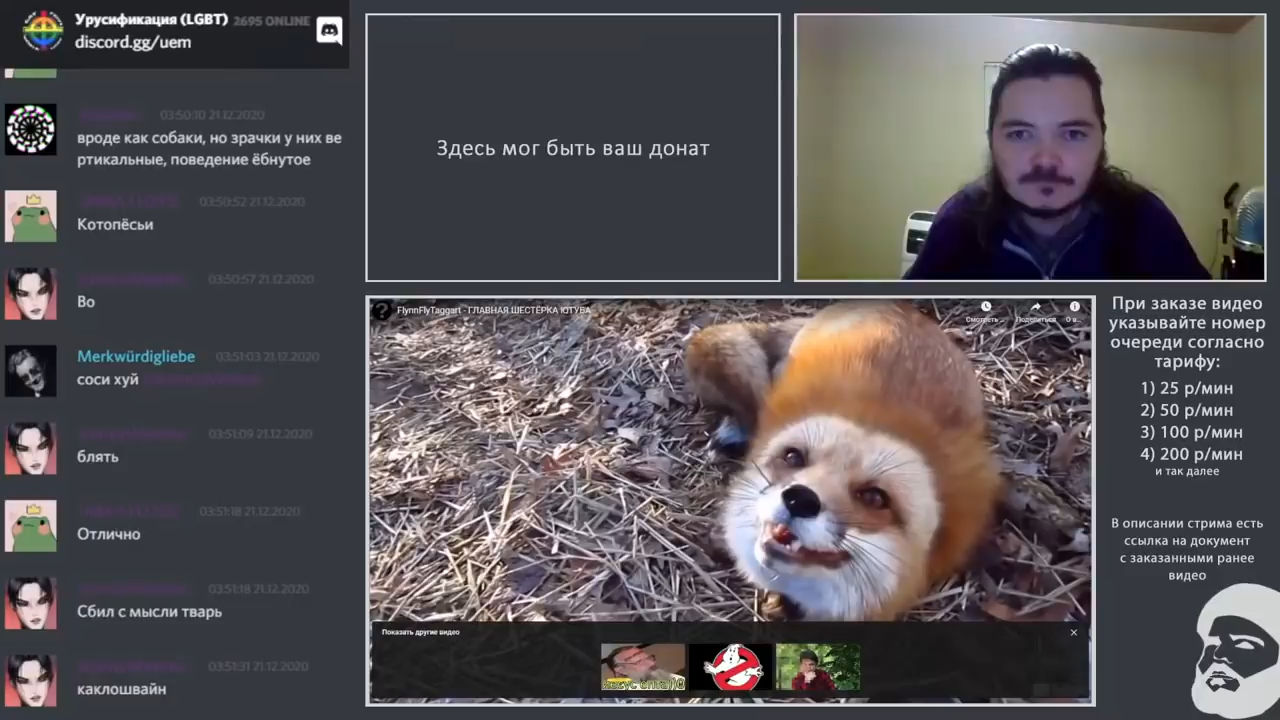 Урусификация (LGBT) 2695 ONLINE
discord.gg/uem
03:50:10 21.12.2020
вроде как собаки, но зрачки у них ве
ртикальные, поведение ёбнутое
03:50:52 21.12.2020
Котопёсьи
03:50:57 21.12.2020
Во
Merkwürdigliebe 03:51:03 21.12.2020
соси хуй
03:51:09 21.12.2020
блять
03:51:18 21.12.2020
Отлично
03:51:18 21.12.2020
Сбил с мысли тварь
03:51:31 21.12.2020
каклошвайн
Здесь мог быть ваш донат
FlynnFlyTaggart - ГЛАВНАЯ ШЕСТЁРКА ЮТУБА
Смотреть ... Поделиться О в...
Показать другие видео
При заказе видео
указывайте номер
очереди согласно
тарифу:
1) 25 р/мин
2) 50 р/мин
3) 100 р/мин
4) 200 р/мин
и так далее
В описании стрима есть
ссылка на документ
с заказанными ранее
видео